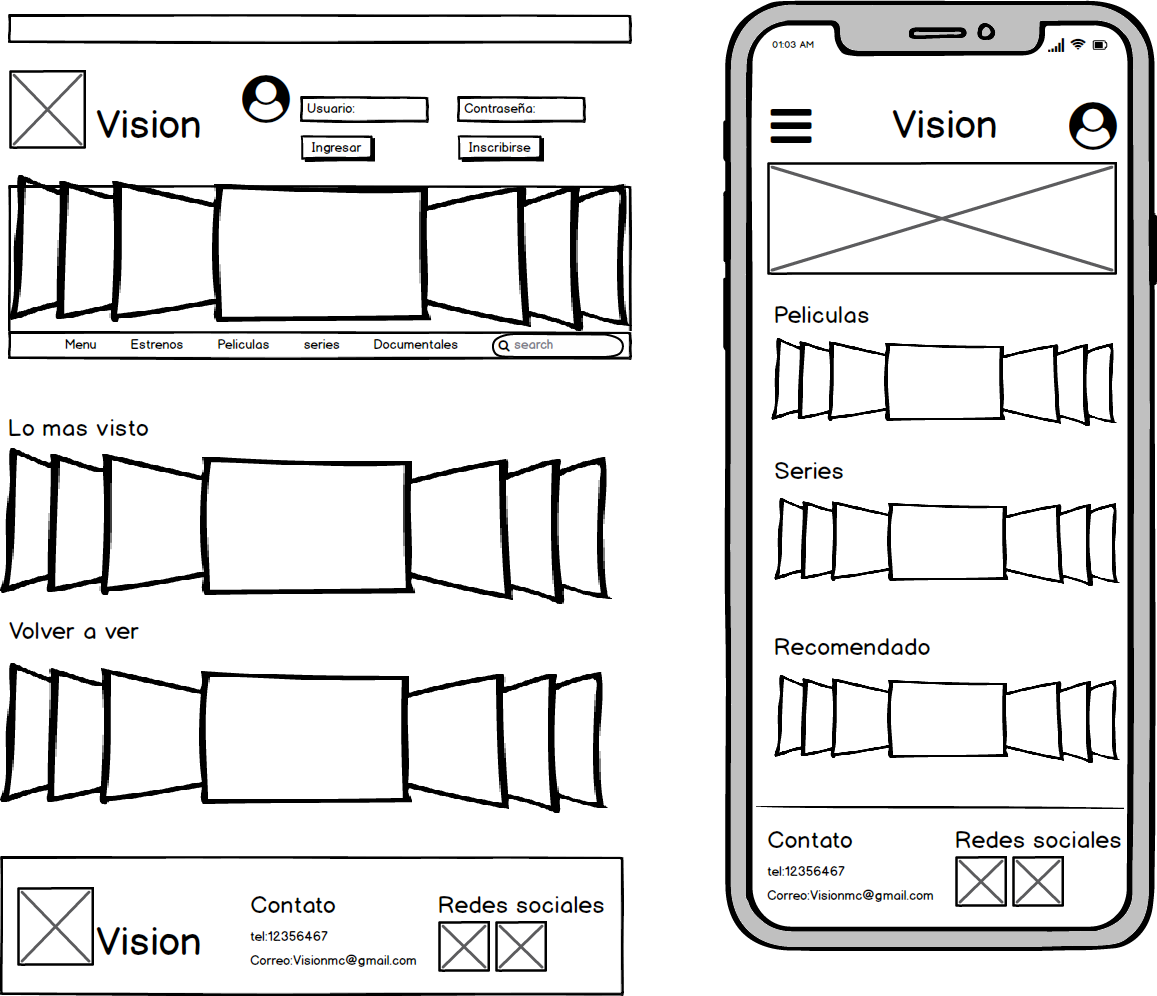 Vision
Usuario:
Contraseña:
Ingresar
Inscribirse
Menu
Estrenos
Peliculas
series
Documentales
search
Lo mas visto
Volver a ver
Vision
Contato
tel:12356467
Correo:Visionmc@gmail.com
Redes sociales
01:03 AM
Vision
Peliculas
Series
Recomendado
Contato
tel:12356467
Correo:Visionmc@gmail.com
Redes sociales